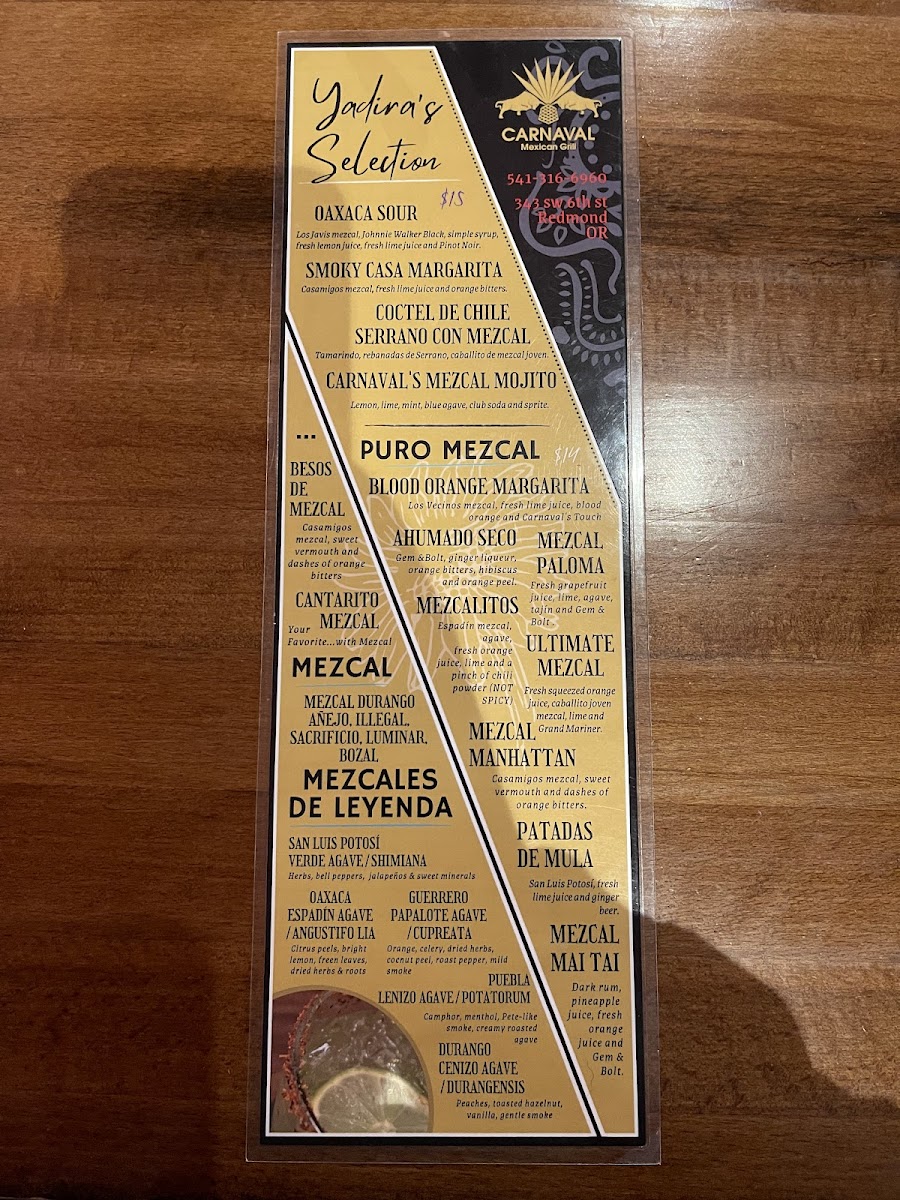 Yadira's
Selection
$15
CARNAVAL
Mexican Grill
541-316-6960
343 sw 6th st
Redmond
OR
OAXACA SOUR
Los Javis mezcal, Johnnie Walker Black, simple syrup,
fresh lemon juice, fresh lime juice and Pinot Noir.
SMOKY CASA MARGARITA
Casamigos mezcal, fresh lime juice and orange bitters.
COCTEL DE CHILE
SERRANO CON MEZCAL
Tamarindo, rebanadas de Serrano, caballito de mezcal joven.
CARNAVAL'S MEZCAL MOJITO
Lemon, lime, mint, blue agave, club soda and sprite.
PURO MEZCAL
$14
BLOOD ORANGE MARGARITA
Los Vecinos mezcal, fresh lime juice, blood
orange and Carnaval's Touch
AHUMADO SECO
Gem &Bolt, ginger liqueur,
orange bitters, hibiscus
and orange peel.
MEZCAL
PALOMA
Fresh grapefruit
juice, lime, agave,
tajin and Gem &
Bolt .
MEZCALITOS
Espadin mezcal,
agave,
fresh orange
juice, lime and a
pinch of chili
powder (NOT
SPICY)
ULTIMATE
MEZCAL
Fresh squeezed orange
juice, caballito joven
mezcal, lime and
Grand Mariner.
MEZCAL
MANHATTAN
Casamigos mezcal, sweet
vermouth and dashes of
orange bitters.
PATADAS
DE MULA
San Luis Potosí, fresh
lime juice and ginger
beer.
MEZCAL
MAI TAI
Dark rum,
pineapple
juice, fresh
orange
juice and
Gem &
Bolt.
...
BESOS
DE
MEZCAL
Casamigos
mezcal, sweet
vermouth and
dashes of orange
bitters
CANTARITO
MEZCAL
Your
Favorite...with Mezcal
MEZCAL
MEZCAL DURANGO
AÑEJO, ILLEGAL,
SACRIFICIO, LUMINAR,
BOZAL
MEZCALES
DE LEYENDA
SAN LUIS POTOSÍ
VERDE AGAVE / SHIMIANA
Herbs, bell peppers, jalapeños & sweet minerals
OAXACA
ESPADÍN AGAVE
/ ANGUSTIFO LIA
Citrus peels, bright
lemon, freen leaves,
dried herbs & roots
GUERRERO
PAPALOTE AGAVE
/ CUPREATA
Orange, celery, dried herbs,
coconut peel, roast pepper, mild
smoke
PUEBLA
LENIZO AGAVE / POTATORUM
Camphor, menthol, Pete-like
smoke, creamy roasted
agave
DURANGO
CENIZO AGAVE
/ DURANGENSIS
Peaches, toasted hazelnut,
vanilla, gentle smoke